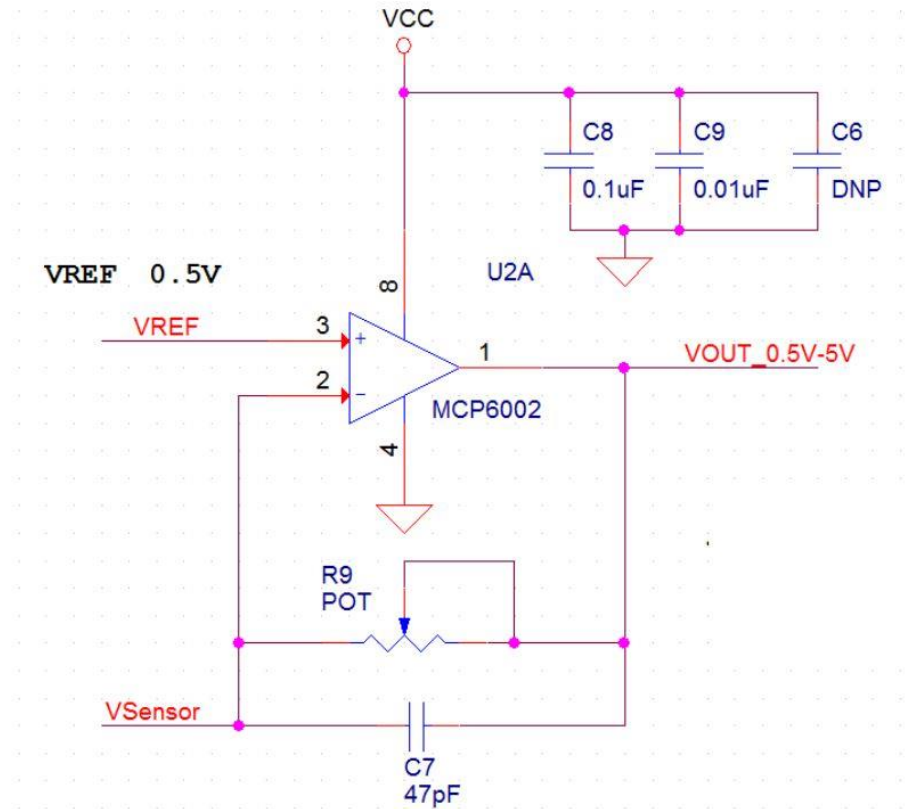 VCC
C8
0.1uF
C9
0.01uF
C6
DNP
VREF 0.5V
U2A
8
VREF
3
+
1
VOUT_0.5V-5V
2
-
MCP6002
4
R9
POT
VSensor
C7
47pF